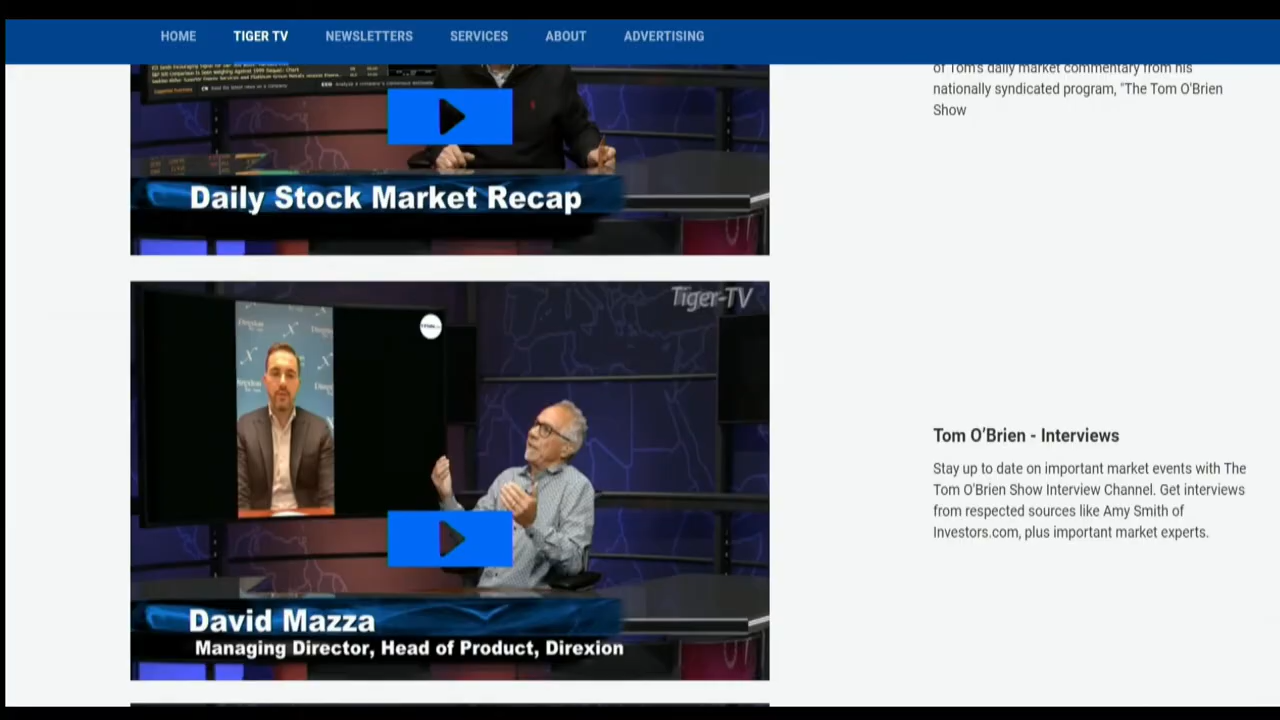 HOME TIGER TV NEWSLETTERS SERVICES ABOUT ADVERTISING
of Tom's daily market commentary from his
nationally syndicated program, "The Tom O'Brien
Show
Daily Stock Market Recap
Tiger-TV
Direxion
David Mazza
Managing Director, Head of Product, Direxion
Tom O’Brien - Interviews
Stay up to date on important market events with The
Tom O'Brien Show Interview Channel. Get interviews
from respected sources like Amy Smith of
Investors.com, plus important market experts.